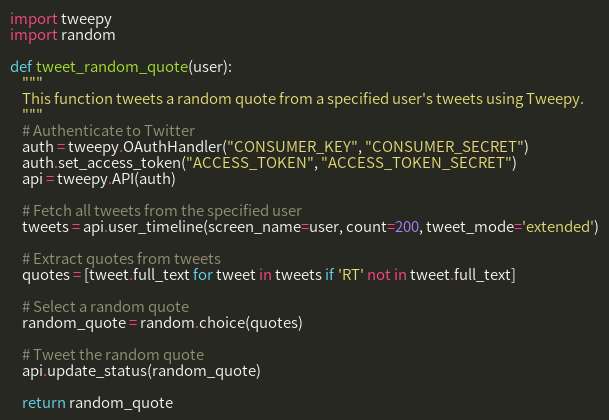 import tweepy
import random

def tweet_random_quote(user):
    """
    This function tweets a random quote from a specified user's tweets using Tweepy.
    """
    # Authenticate to Twitter
    auth = tweepy.OAuthHandler("CONSUMER_KEY", "CONSUMER_SECRET")
    auth.set_access_token("ACCESS_TOKEN", "ACCESS_TOKEN_SECRET")
    api = tweepy.API(auth)

    # Fetch all tweets from the specified user
    tweets = api.user_timeline(screen_name=user, count=200, tweet_mode='extended')

    # Extract quotes from tweets
    quotes = [tweet.full_text for tweet in tweets if 'RT' not in tweet.full_text]

    # Select a random quote
    random_quote = random.choice(quotes)

    # Tweet the random quote
    api.update_status(random_quote)

    return random_quote